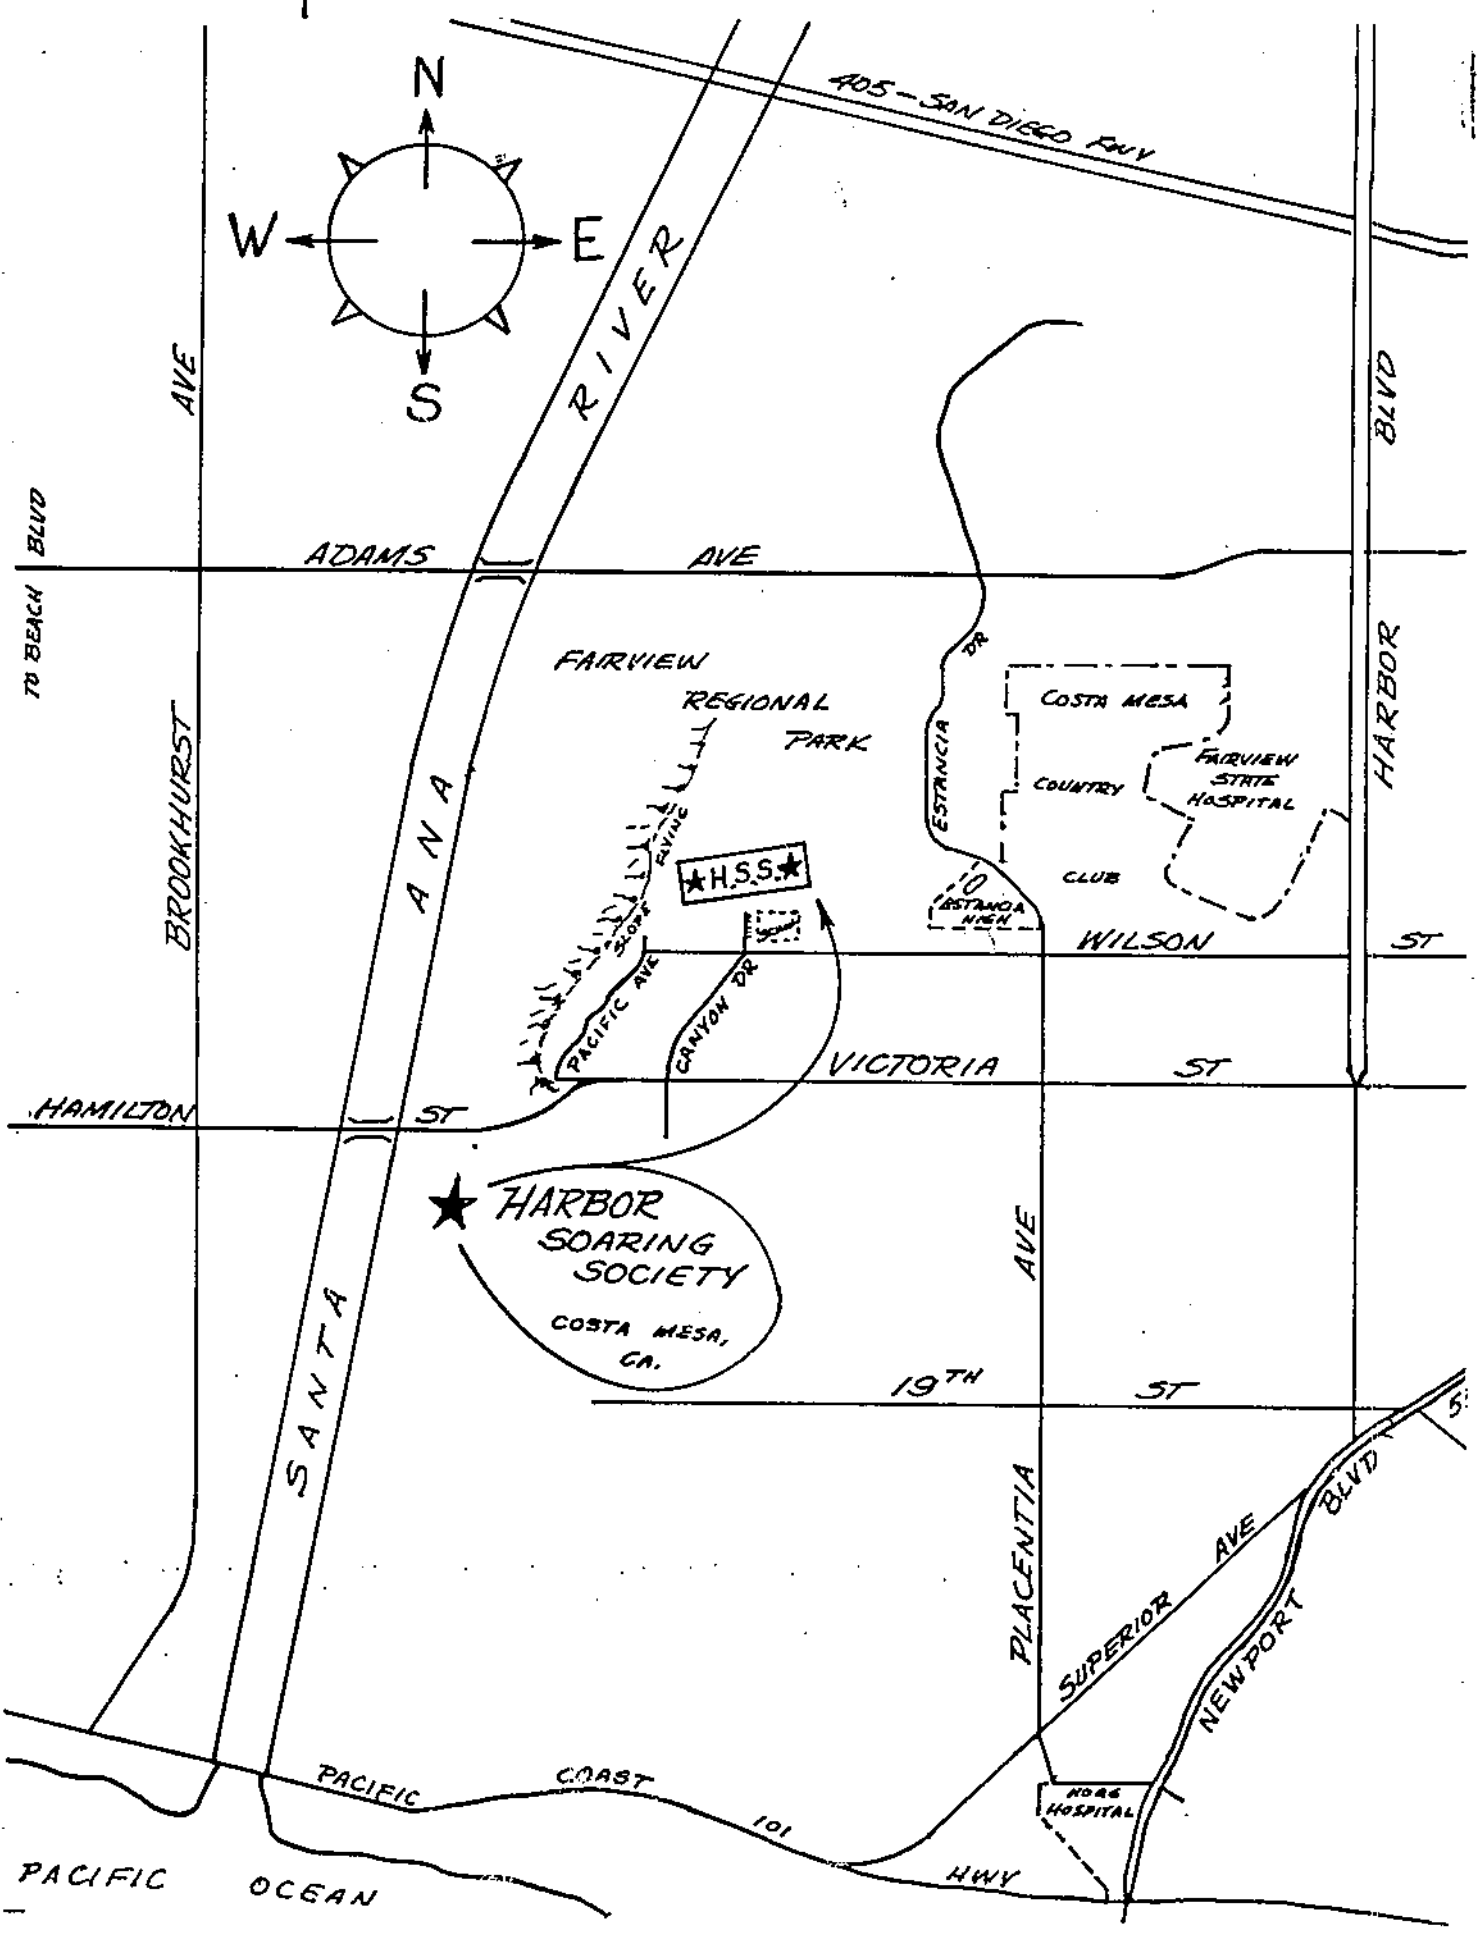 N
405 - SAN DIEGO FWY
W
E
S
RIVER
AVE
BLVD
TO BEACH BLVD
ADAMS
AVE
DR
FAIRVIEW
REGIONAL
PARK
COSTA MESA
HARBOR
FAIRVIEW
STATE
HOSPITAL
BROOKHURST
ANA
ESTANCIA
COUNTRY
FLYING
H.S.S.
CLUB
ESTANCIA
HIGH
SLOPE
WILSON
ST
PACIFIC AVE
CANYON DR
VICTORIA
ST
HAMILTON
ST
HARBOR
SOARING
SOCIETY
COSTA MESA,
CA.
AVE
SANTA
19TH
ST
BLVD
PLACENTIA
AVE
SUPERIOR
NEWPORT
PACIFIC
COAST
101
HWY
HOAG
HOSPITAL
PACIFIC OCEAN